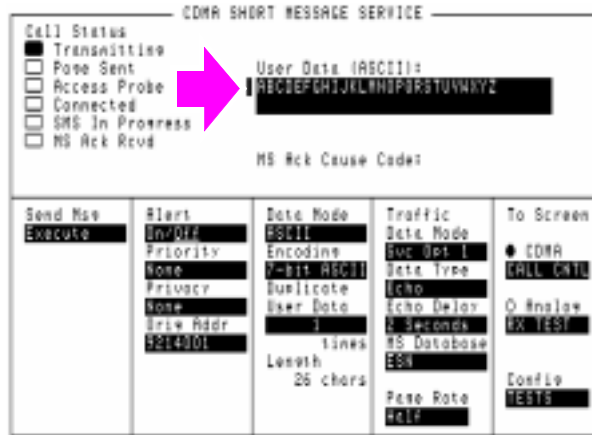 CDMA SHORT MESSAGE SERVICE
Call Status
Transmitting
Page Sent
Access Probe
Connected
SMS In Progress
MS Ack Rcvd
User Data (ASCII):
ABCDEFGHIJKLMNOPQRSTUVWXYZ
MS Ack Cause Code:
Send Msg
Execute
Alert
On/Off
Priority
None
Privacy
None
Orig Addr
9214001
Data Mode
ASCII
Encoding
7-bit ASCII
Duplicate
User Data
1
times
Length
26 chars
Traffic
Data Mode
Svc Opt 1
Data Type
Echo
Echo Delay
2 Seconds
MS Database
ESN
Page Rate
Half
To Screen
CDMA
CALL CNTL
Analog
RX TEST
Config
TESTS